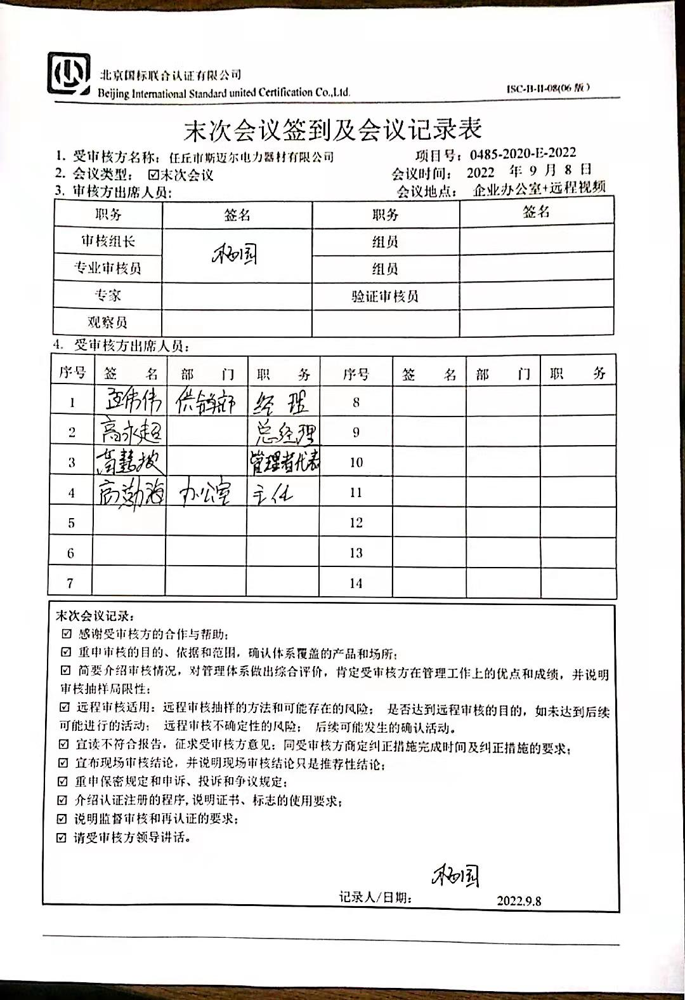 北京国标联合认证有限公司
Beijing International Standard united Certification Co.,Ltd.
ISC-B-II-08(06 版)
末次会议签到及会议记录表
1. 受审核方名称: 任丘市斯迈尔电力器材有限公司 项目号: 0485-2020-E-2022
2. 会议类型: ☑末次会议 会议时间: 2022 年 9 月 8 日
3. 审核方出席人员: 会议地点: 企业办公室+远程视频
职务 签名 职务 签名
审核组长 梅园 组员
专业审核员 组员
专家 验证审核员
观察员
4. 受审核方出席人员:
序号 签 名 部 门 职 务 序号 签 名 部 门 职 务
1 伟伟 供销部 经理 8
2 高永超 总经理 9
3 高慧 管理者代表 10
4 高渤海 办公室 主任 11
5 12
6 13
7 14
末次会议记录:
☑ 感谢受审核方的合作与帮助;
☑ 重申审核的目的、依据和范围, 确认体系覆盖的产品和场所;
☑ 简要介绍审核情况, 对管理体系做出综合评价, 肯定受审核方在管理工作上的优点和成绩, 并说明
审核抽样局限性;
☑ 远程审核适用: 远程审核抽样的方法和可能存在的风险; 是否达到远程审核的目的, 如未达到后续
可能进行的活动; 远程审核不确定性的风险; 后续可能发生的确认活动。
☑ 宣读不符合报告, 征求受审核方意见; 同受审核方商定纠正措施完成时间及纠正措施的要求;
☑ 宣布现场审核结论, 并说明现场审核结论只是推荐性结论;
☑ 重申保密规定和申诉、投诉和争议规定;
☑ 介绍认证注册的程序, 说明证书、标志的使用要求;
☑ 说明监督审核和再认证的要求;
☑ 请受审核方领导讲话。
梅园
记录人/日期: 2022.9.8